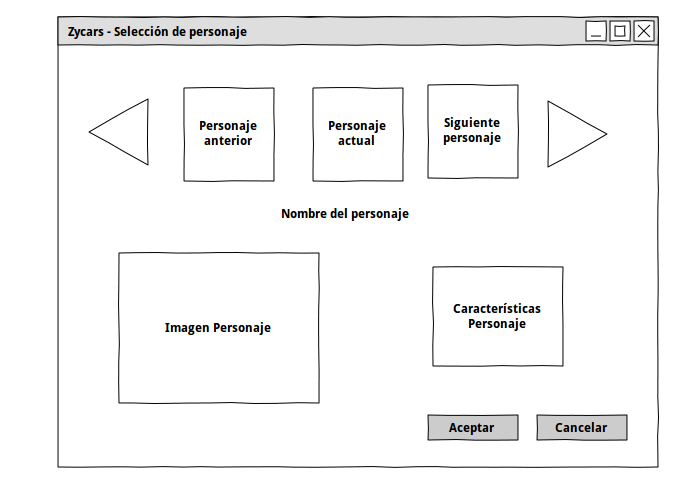 Zycars - Selección de personaje
Personaje
anterior
Personaje
actual
Siguiente
personaje
Nombre del personaje
Imagen Personaje
Características
Personaje
Aceptar
Cancelar